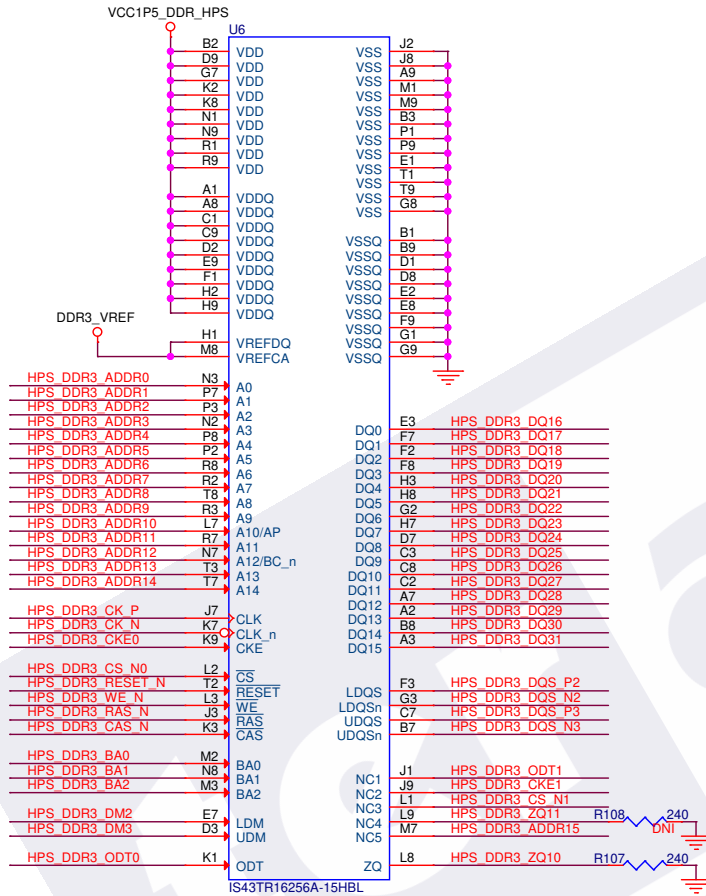 VCC1P5_DDR_HPS
U6
B2 VDD VSS J2
D9 VDD VSS J8
G7 VDD VSS A9
K2 VDD VSS M1
K8 VDD VSS M9
N1 VDD VSS B3
N9 VDD VSS P1
R1 VDD VSS P9
R9 VDD VSS E1
VSS T1
A1 VDDQ VSS T9
A8 VDDQ VSS G8
C1 VDDQ
C9 VDDQ VSSQ B1
D2 VDDQ VSSQ B9
E9 VDDQ VSSQ D1
F1 VDDQ VSSQ D8
H2 VDDQ VSSQ E2
H9 VDDQ VSSQ E8
DDR3_VREF
VSSQ F9
H1 VREFDQ VSSQ G1
M8 VREFCA VSSQ G9
HPS_DDR3_ADDR0 N3 A0
HPS_DDR3_ADDR1 P7 A1
HPS_DDR3_ADDR2 P3 A2
HPS_DDR3_ADDR3 N2 A3 DQ0 E3 HPS_DDR3_DQ16
HPS_DDR3_ADDR4 P8 A4 DQ1 F7 HPS_DDR3_DQ17
HPS_DDR3_ADDR5 P2 A5 DQ2 F2 HPS_DDR3_DQ18
HPS_DDR3_ADDR6 R8 A6 DQ3 F8 HPS_DDR3_DQ19
HPS_DDR3_ADDR7 R2 A7 DQ4 H3 HPS_DDR3_DQ20
HPS_DDR3_ADDR8 T8 A8 DQ5 H8 HPS_DDR3_DQ21
HPS_DDR3_ADDR9 R3 A9 DQ6 G2 HPS_DDR3_DQ22
HPS_DDR3_ADDR10 L7 A10/AP DQ7 H7 HPS_DDR3_DQ23
HPS_DDR3_ADDR11 R7 A11 DQ8 D7 HPS_DDR3_DQ24
HPS_DDR3_ADDR12 N7 A12/BC_n DQ9 C3 HPS_DDR3_DQ25
HPS_DDR3_ADDR13 T3 A13 DQ10 C8 HPS_DDR3_DQ26
HPS_DDR3_ADDR14 T7 A14 DQ11 C2 HPS_DDR3_DQ27
DQ12 A7 HPS_DDR3_DQ28
HPS_DDR3_CK_P J7 CLK DQ13 A2 HPS_DDR3_DQ29
HPS_DDR3_CK_N K7 CLK_n DQ14 B8 HPS_DDR3_DQ30
HPS_DDR3_CKE0 K9 CKE DQ15 A3 HPS_DDR3_DQ31
HPS_DDR3_CS_N0 L2 CS
HPS_DDR3_RESET_N T2 RESET LDQS F3 HPS_DDR3_DQS_P2
HPS_DDR3_WE_N L3 WE LDQSn G3 HPS_DDR3_DQS_N2
HPS_DDR3_RAS_N J3 RAS UDQS C7 HPS_DDR3_DQS_P3
HPS_DDR3_CAS_N K3 CAS UDQSn B7 HPS_DDR3_DQS_N3
HPS_DDR3_BA0 M2 BA0
HPS_DDR3_BA1 N8 BA1 NC1 J1 HPS_DDR3_ODT1
HPS_DDR3_BA2 M3 BA2 NC2 J9 HPS_DDR3_CKE1
NC3 L1 HPS_DDR3_CS_N1
HPS_DDR3_DM2 E7 LDM NC4 L9 HPS_DDR3_ZQ11 R108 240
HPS_DDR3_DM3 D3 UDM NC5 M7 HPS_DDR3_ADDR15 DNI
HPS_DDR3_ODT0 K1 ODT ZQ L8 HPS_DDR3_ZQ10 R107 240
IS43TR16256A-15HBL